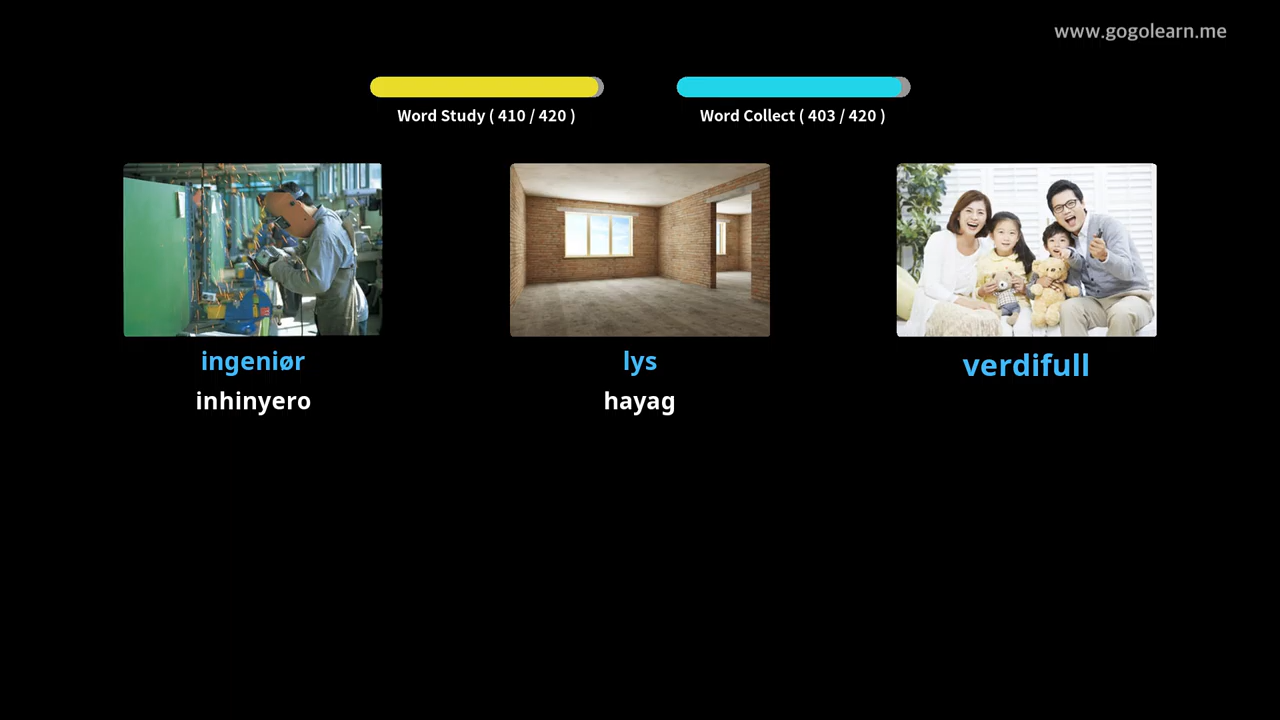 www.gogolearn.me
Word Study ( 410 / 420 )
Word Collect ( 403 / 420 )
ingeniør
inhinyero
lys
hayag
verdifull